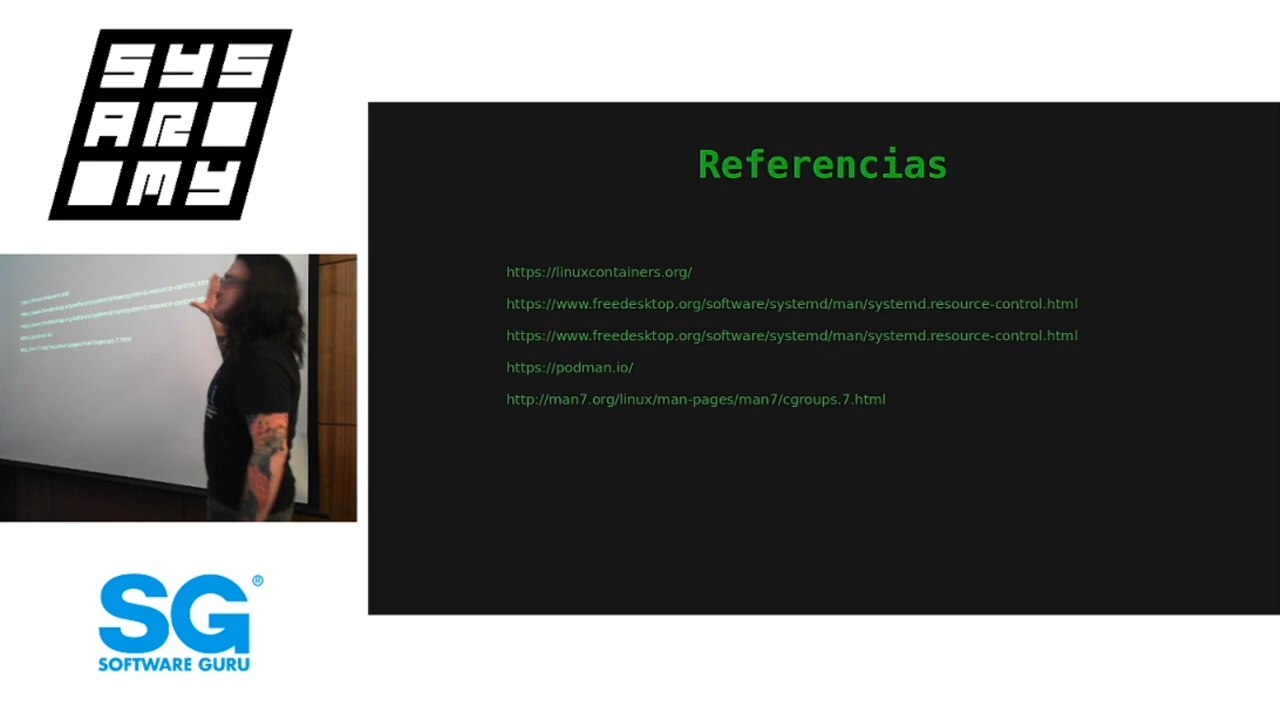 SYS
AR
MY
Referencias
https://linuxcontainers.org/
https://www.freedesktop.org/software/systemd/man/systemd.resource-control.html
https://www.freedesktop.org/software/systemd/man/systemd.resource-control.html
https://podman.io/
http://man7.org/linux/man-pages/man7/cgroups.7.html
SG®
SOFTWARE GURU